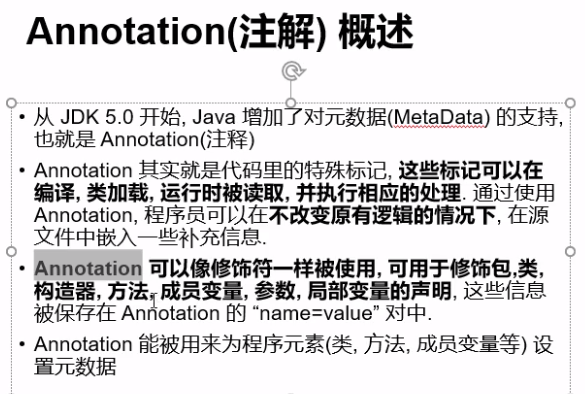 Annotation(注解) 概述
• 从 JDK 5.0 开始, Java 增加了对元数据(MetaData) 的支持,
也就是 Annotation(注释)
• Annotation 其实就是代码里的特殊标记, 这些标记可以在
编译, 类加载, 运行时被读取, 并执行相应的处理. 通过使用
Annotation, 程序员可以在不改变原有逻辑的情况下, 在源
文件中嵌入一些补充信息.
• Annotation 可以像修饰符一样被使用, 可用于修饰包,类,
构造器, 方法, 成员变量, 参数, 局部变量的声明, 这些信息
被保存在 Annotation 的 “name=value” 对中.
• Annotation 能被用来为程序元素(类, 方法, 成员变量等) 设
置元数据